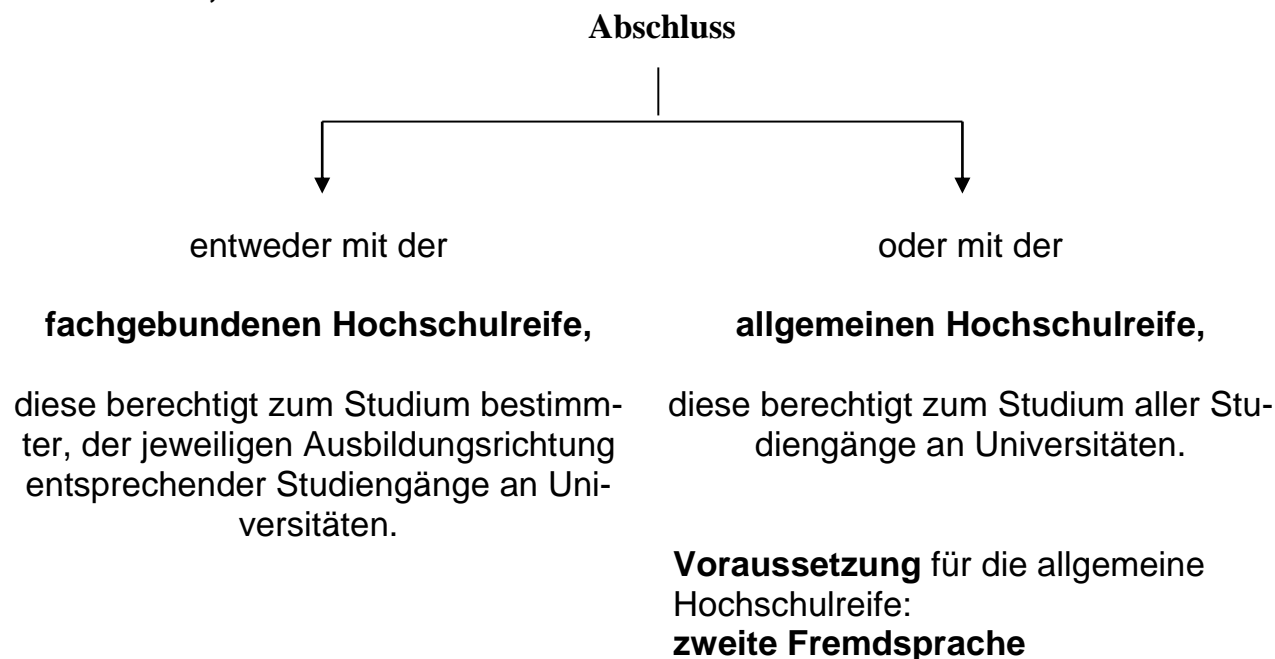 Abschluss
entweder mit der
fachgebundenen Hochschulreife,
diese berechtigt zum Studium bestimm-
ter, der jeweiligen Ausbildungsrichtung
entsprechender Studiengänge an Uni-
versitäten.
oder mit der
allgemeinen Hochschulreife,
diese berechtigt zum Studium aller Stu-
diengänge an Universitäten.
Voraussetzung für die allgemeine
Hochschulreife:
zweite Fremdsprache